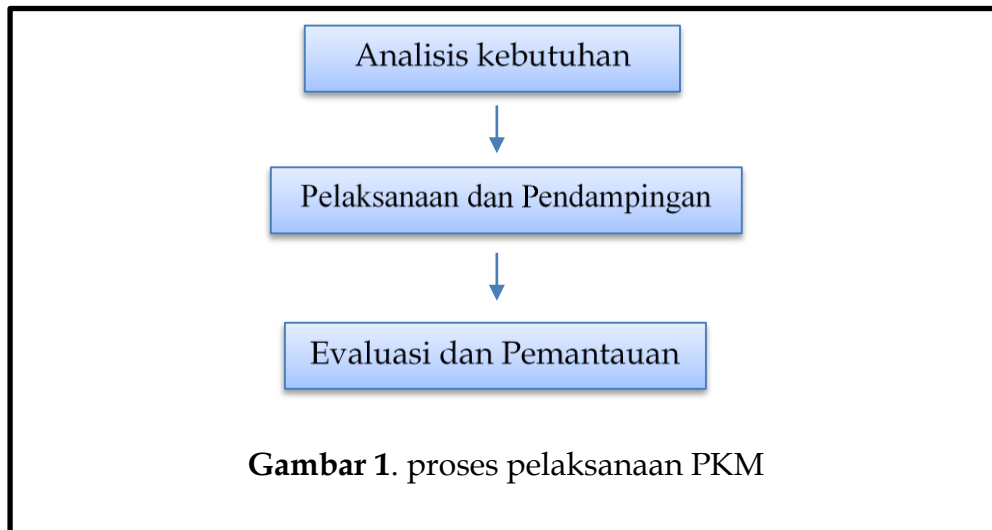 Analisis kebutuhan
Pelaksanaan dan Pendampingan
Evaluasi dan Pemantauan
Gambar 1. proses pelaksanaan PKM